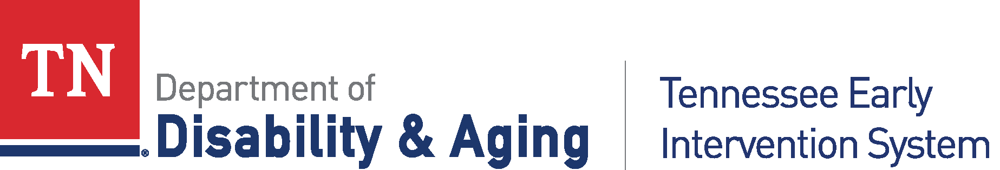 TN
®
Department of
Disability & Aging
Tennessee Early
Intervention System